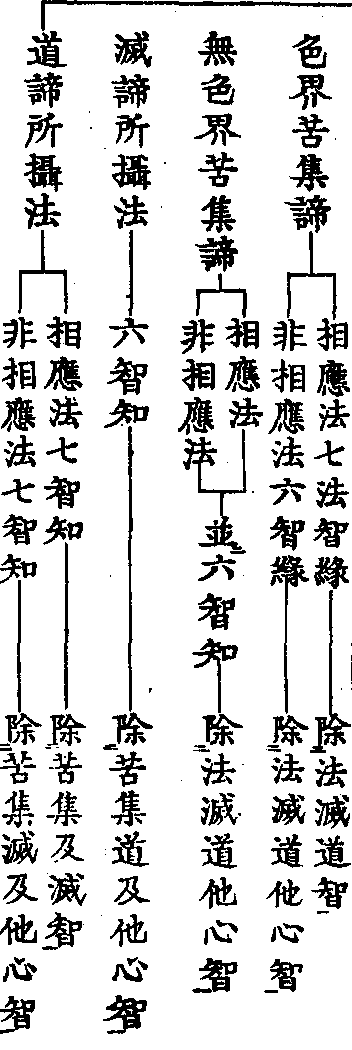 色界苦集諦
相應法七法智緣
除法滅道智
非相應法六智緣
除法滅道他心智
無色界苦集諦
相應法
非相應法
並六智知
除法滅道他心智
滅諦所攝法
六智知
除苦集道及他心智
道諦所攝法
相應法七智知
除苦集及滅智
非相應法七智知
除苦集滅及他心智